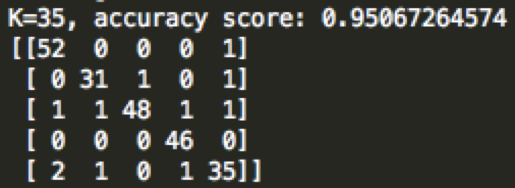 K=35, accuracy score: 0.95067264574
[[52 0 0 0 1]
[ 0 31 1 0 1]
[ 1 1 48 1 1]
[ 0 0 0 46 0]
[ 2 1 0 1 35]]